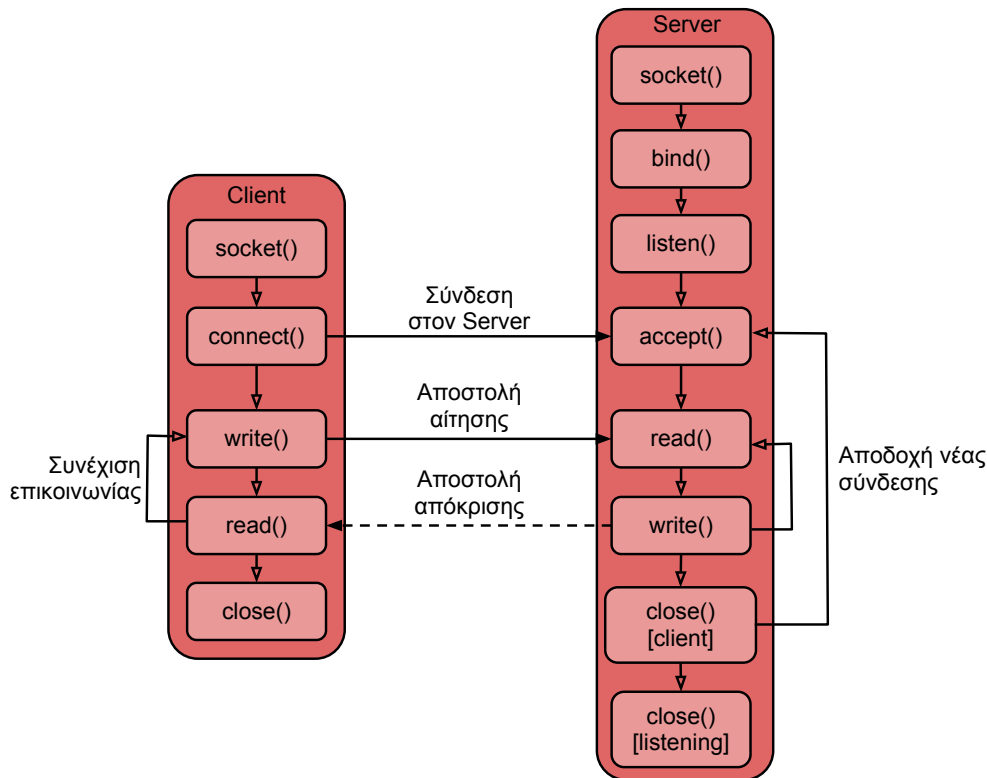 Server
socket()
bind()
listen()
accept()
read()
write()
close()
[client]
close()
[listening]
Client
socket()
connect()
write()
read()
close()
Σύνδεση
στον Server
Αποστολή
αίτησης
Αποστολή
απόκρισης
Συνέχιση
επικοινωνίας
Αποδοχή νέας
σύνδεσης